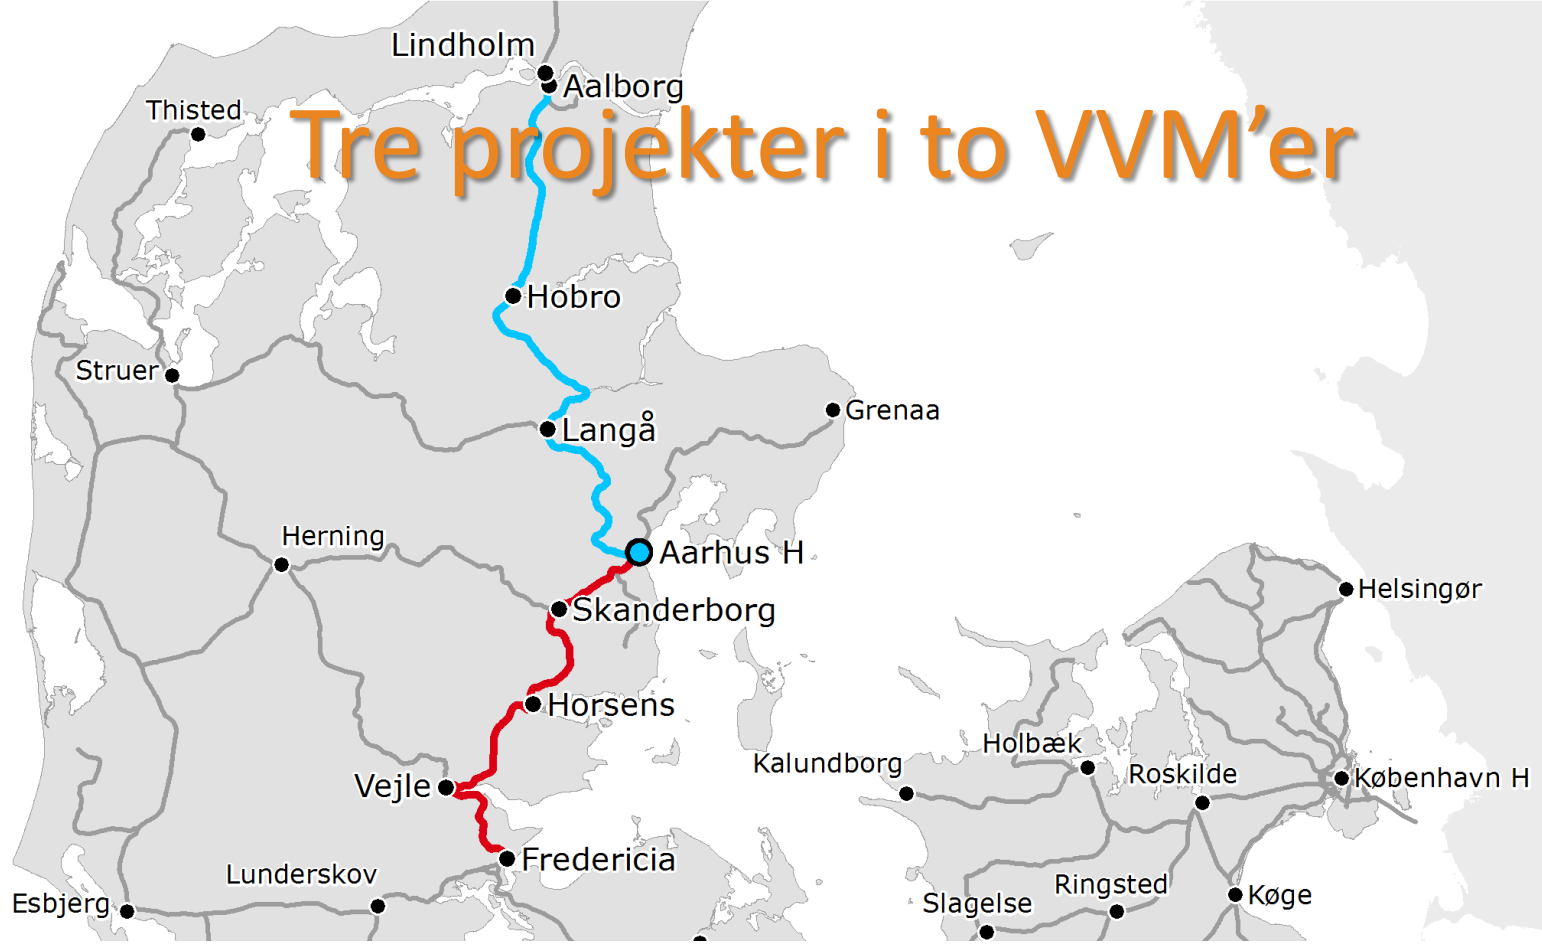 Lindholm
Aalborg
Thisted
Tre projekter i to VVM’er
Hobro
Struer
Grenaa
Langå
Herning
Aarhus H
Helsingør
Skanderborg
Horsens
Holbæk
Kalundborg
Roskilde
København H
Vejle
Fredericia
Lunderskov
Ringsted
Køge
Esbjerg
Slagelse